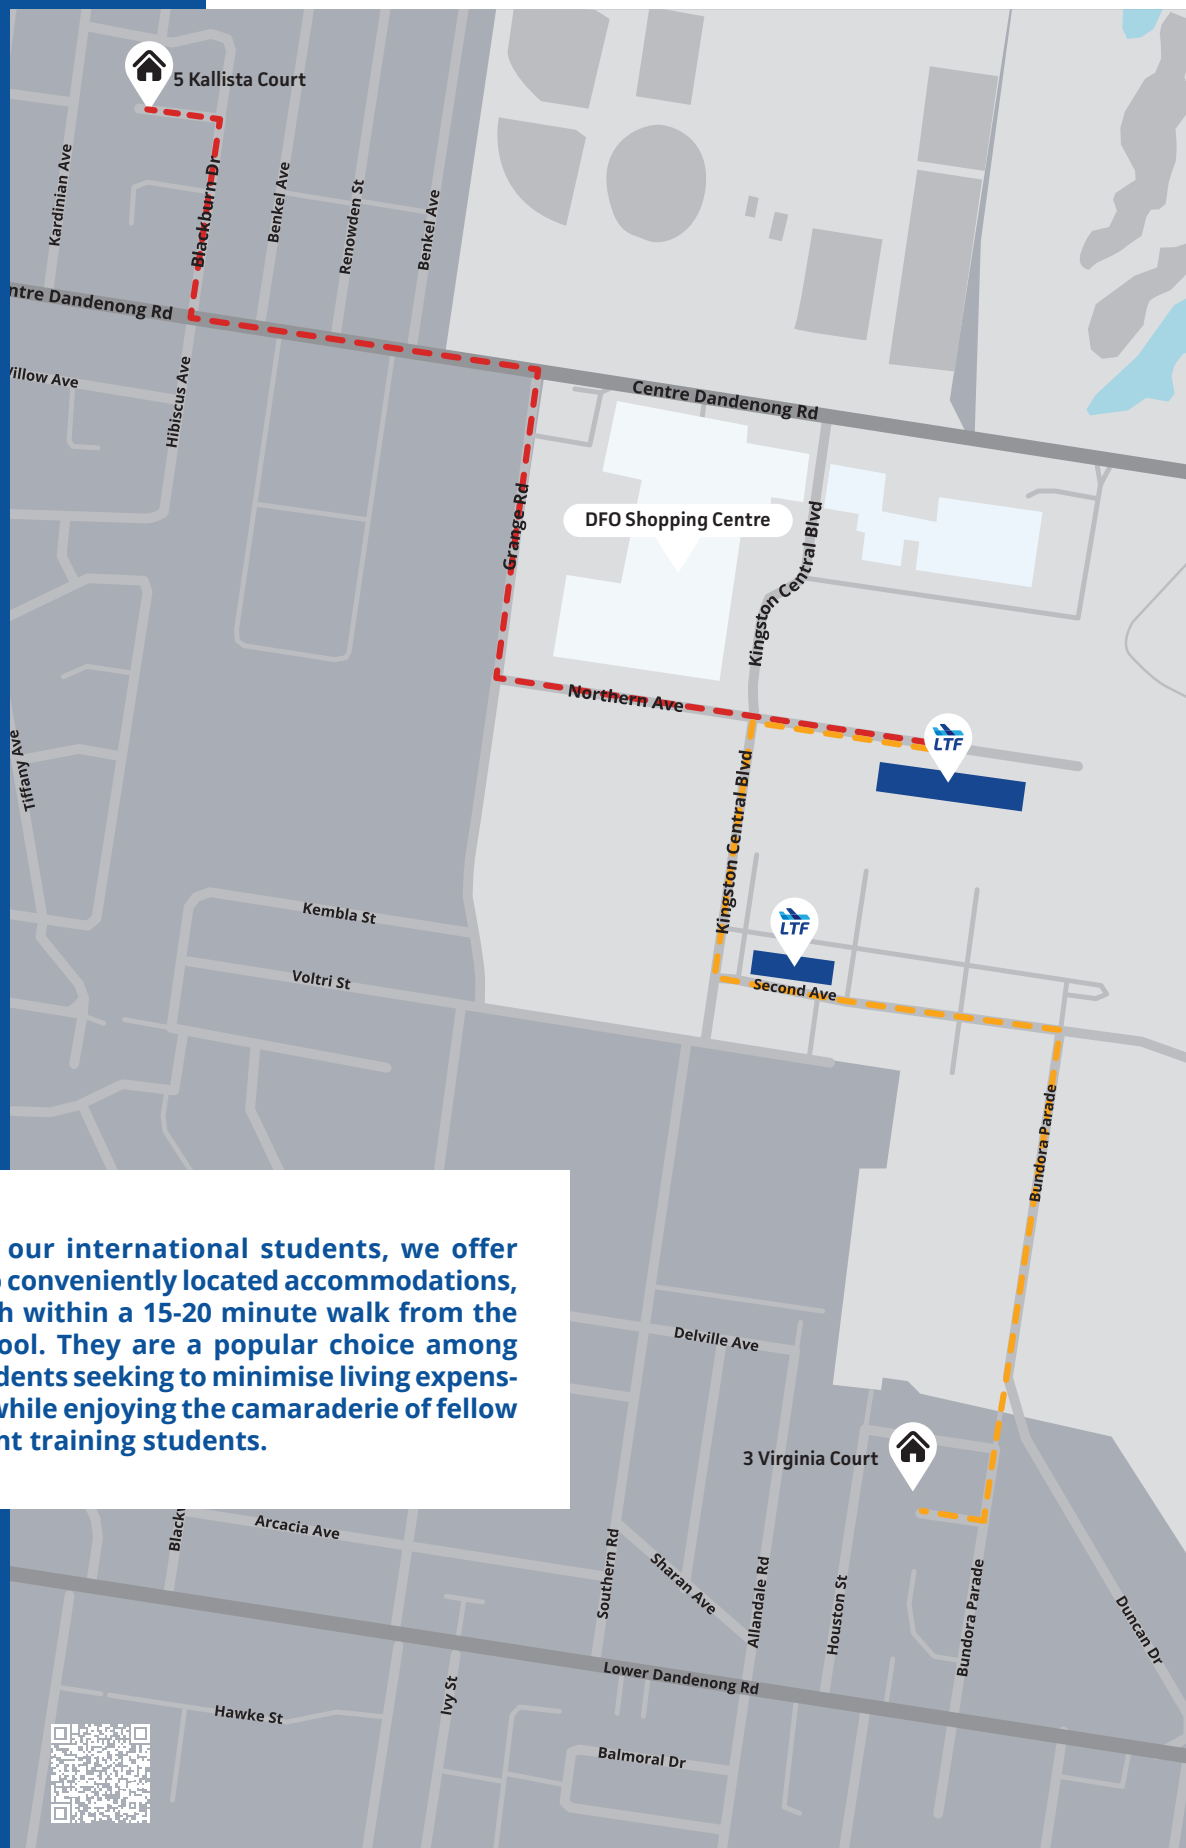 5 Kallista Court
Kardinian Ave
Blackburn Dr
Benkel Ave
Renowden St
Benkel Ave
ntre Dandenong Rd
Hibiscus Ave
Centre Dandenong Rd
Grange Rd
DFO Shopping Centre
Kingston Central Blvd
Northern Ave
LTF
Tiffany Ave
Kingston Central Blvd
LTF
Kembla St
Voltri St
Second Ave
Bundora Parade
our international students, we offer
conveniently located accommodations,
within a 15-20 minute walk from the
They are a popular choice among
seeking to minimise living expens-
while enjoying the camaraderie of fellow
training students.
Delville Ave
3 Virginia Court
Arcacia Ave
Southern Rd
Sharan Ave
Allandale Rd
Houston St
Bundora Parade
Duncan Dr
Lower Dandenong Rd
Hawke St
Ivy St
Balmoral Dr